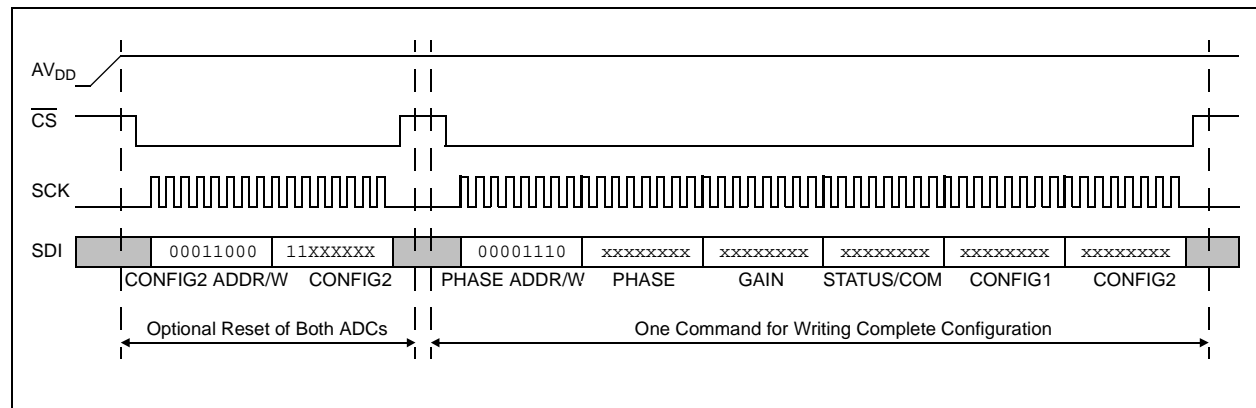 AVDD
CS
SCK
SDI 00011000 11XXXXXX 00001110 xxxxxxxx xxxxxxxx xxxxxxxx xxxxxxxx xxxxxxxx
CONFIG2 ADDR/W CONFIG2 PHASE ADDR/W PHASE GAIN STATUS/COM CONFIG1 CONFIG2
Optional Reset of Both ADCs One Command for Writing Complete Configuration